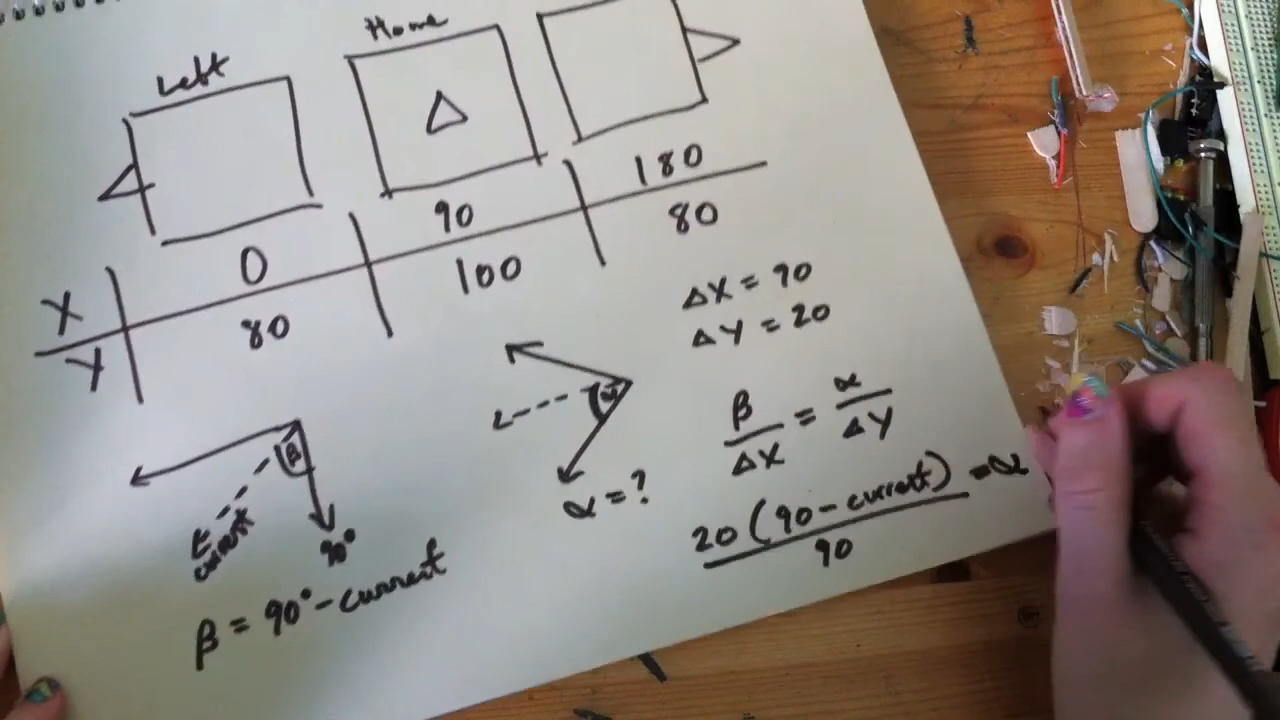 Left
Home
X 0 90 180
Y 80 100 80
ΔX = 90
ΔY = 20
β/ΔX = α/ΔY
β
current
90°
α
α = ?
20 (90 - current) / 90 = α
β = 90° - current